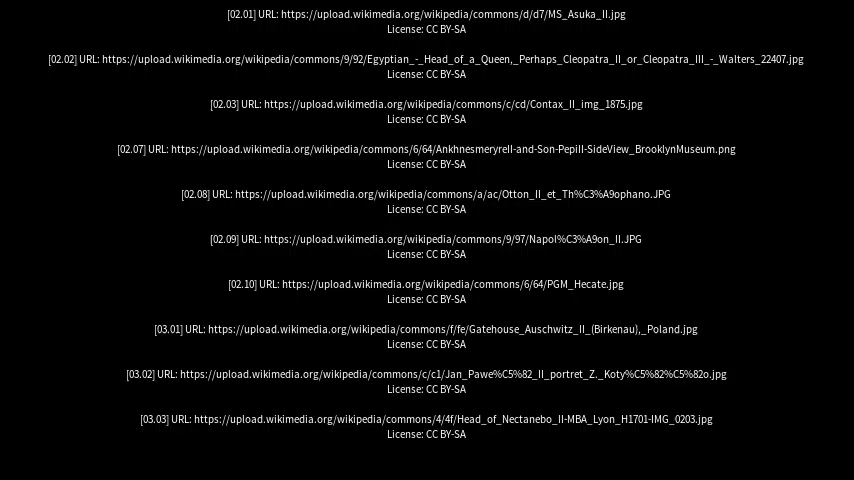 [02.01] URL: https://upload.wikimedia.org/wikipedia/commons/d/d7/MS_Asuka_II.jpg
License: CC BY-SA
[02.02] URL: https://upload.wikimedia.org/wikipedia/commons/9/92/Egyptian_-_Head_of_a_Queen,_Perhaps_Cleopatra_II_or_Cleopatra_III_-_Walters_22407.jpg
License: CC BY-SA
[02.03] URL: https://upload.wikimedia.org/wikipedia/commons/c/cd/Contax_II_img_1875.jpg
License: CC BY-SA
[02.07] URL: https://upload.wikimedia.org/wikipedia/commons/6/64/AnkhnesmeryreII-and-Son-PepiII-SideView_BrooklynMuseum.png
License: CC BY-SA
[02.08] URL: https://upload.wikimedia.org/wikipedia/commons/a/ac/Otton_II_et_Th%C3%A9ophano.JPG
License: CC BY-SA
[02.09] URL: https://upload.wikimedia.org/wikipedia/commons/9/97/Napol%C3%A9on_II.JPG
License: CC BY-SA
[02.10] URL: https://upload.wikimedia.org/wikipedia/commons/6/64/PGM_Hecate.jpg
License: CC BY-SA
[03.01] URL: https://upload.wikimedia.org/wikipedia/commons/f/fe/Gatehouse_Auschwitz_II_(Birkenau),_Poland.jpg
License: CC BY-SA
[03.02] URL: https://upload.wikimedia.org/wikipedia/commons/c/c1/Jan_Pawe%C5%82_II_portret_Z._Koty%C5%82%C5%82o.jpg
License: CC BY-SA
[03.03] URL: https://upload.wikimedia.org/wikipedia/commons/4/4f/Head_of_Nectanebo_II-MBA_Lyon_H1701-IMG_0203.jpg
License: CC BY-SA